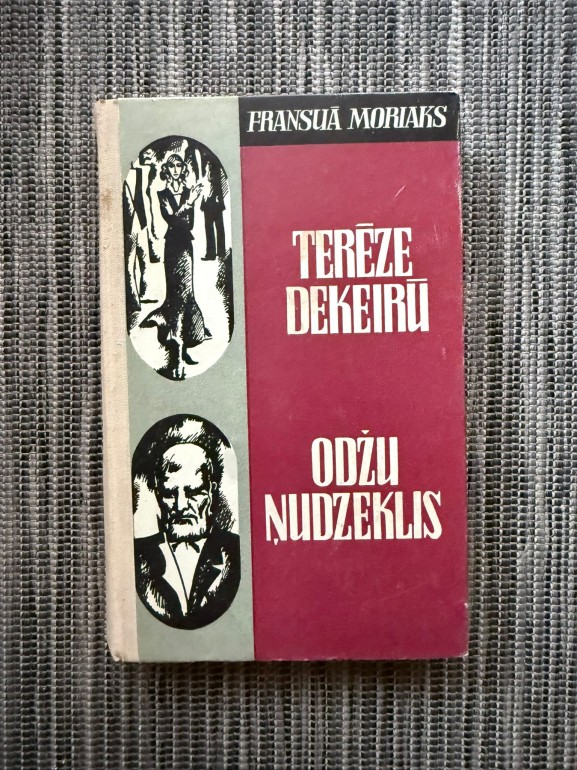 FRANSUĀ MORIAKS
TERĒZE
DEKEIRŪ
ODŽU
ŅUDZEKLIS